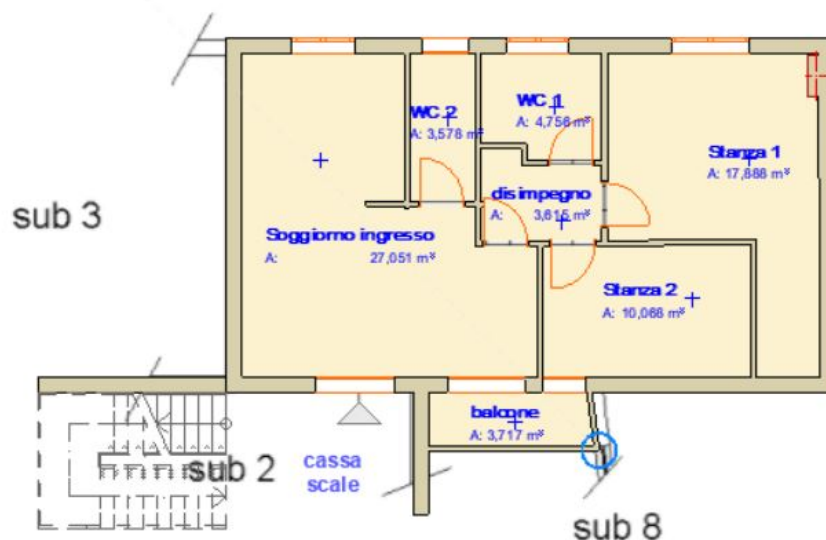 WC 2
A: 3,578 m²
WC 1
A: 4,756 m²
Stanza 1
A: 17,888 m²
disimpegno
A: 3,615 m²
sub 3
Soggiorno ingresso
A: 27,051 m²
Stanza 2
A: 10,068 m²
balcone
A: 3,717 m²
sub 2
cassa
scale
sub 8